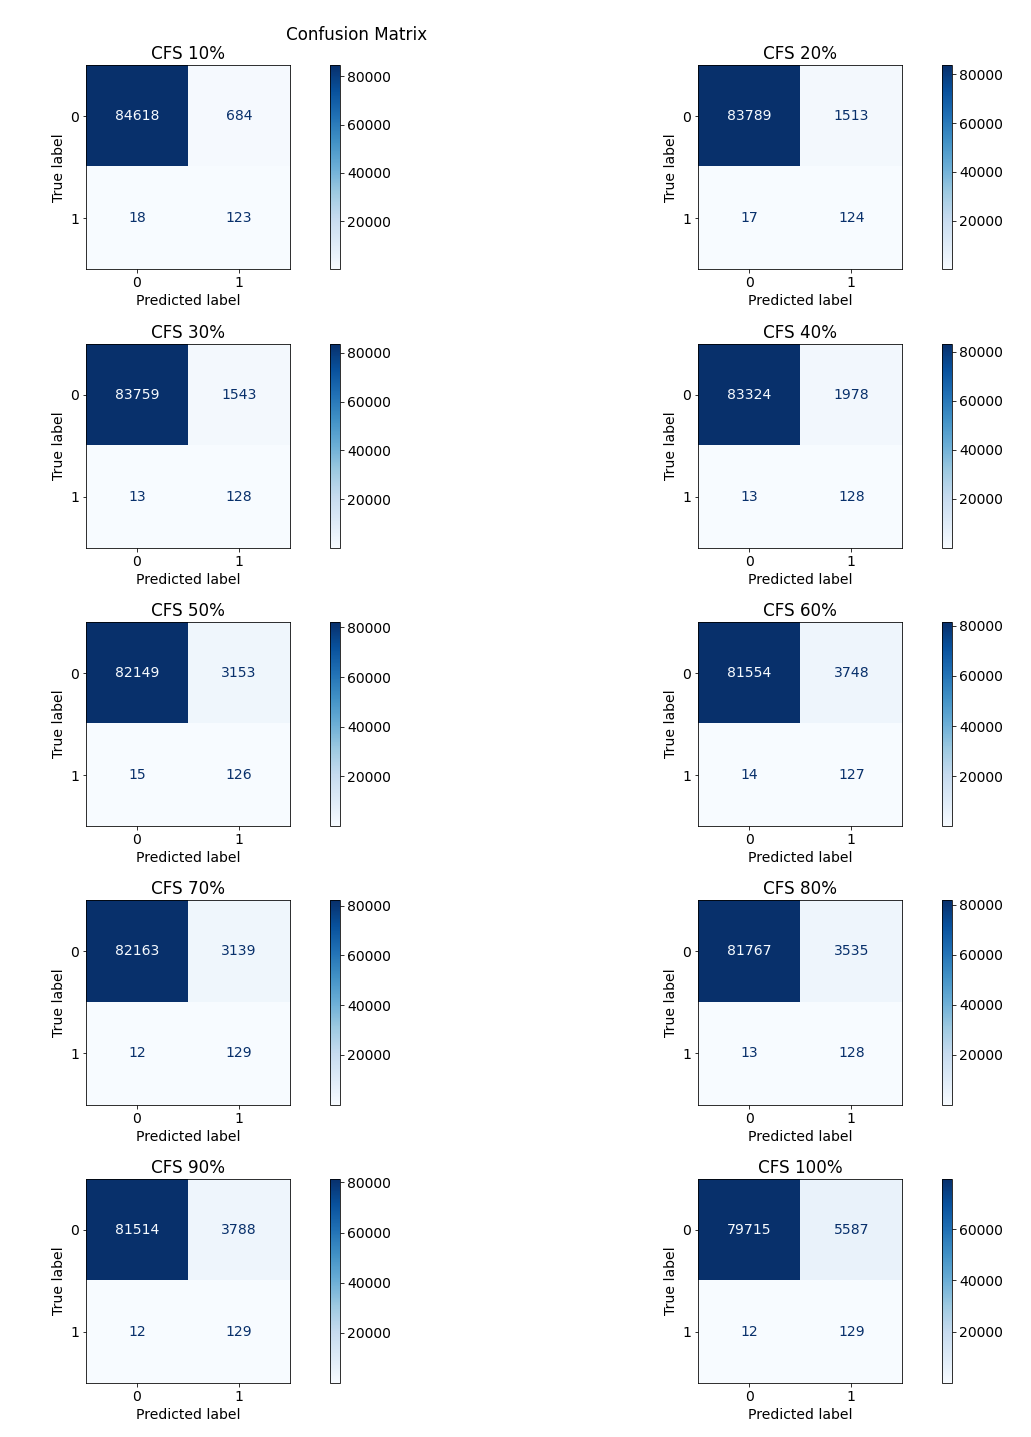 Confusion Matrix
CFS 10%
80000
60000
40000
20000
0
1
True label
84618 684
18 123
0 1
Predicted label
CFS 20%
80000
60000
40000
20000
0
1
True label
83789 1513
17 124
0 1
Predicted label
CFS 30%
80000
60000
40000
20000
0
1
True label
83759 1543
13 128
0 1
Predicted label
CFS 40%
80000
60000
40000
20000
0
1
True label
83324 1978
13 128
0 1
Predicted label
CFS 50%
80000
60000
40000
20000
0
1
True label
82149 3153
15 126
0 1
Predicted label
CFS 60%
80000
60000
40000
20000
0
1
True label
81554 3748
14 127
0 1
Predicted label
CFS 70%
80000
60000
40000
20000
0
1
True label
82163 3139
12 129
0 1
Predicted label
CFS 80%
80000
60000
40000
20000
0
1
True label
81767 3535
13 128
0 1
Predicted label
CFS 90%
80000
60000
40000
20000
0
1
True label
81514 3788
12 129
0 1
Predicted label
CFS 100%
60000
40000
20000
0
1
True label
79715 5587
12 129
0 1
Predicted label